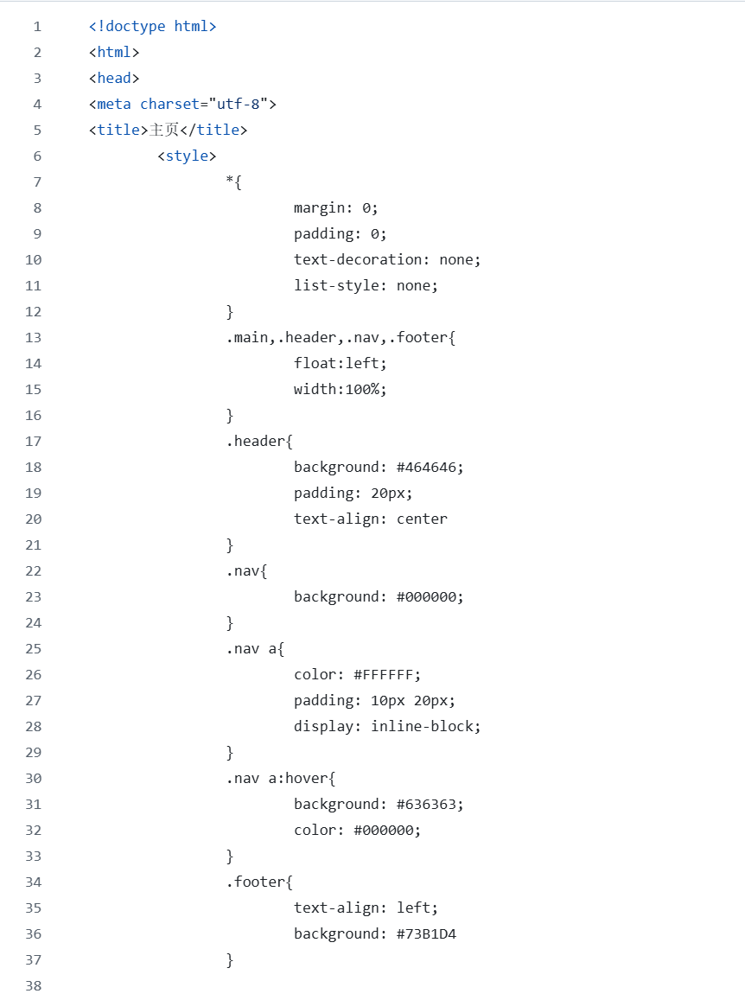 1 <!doctype html>
2 <html>
3 <head>
4 <meta charset="utf-8">
5 <title>主页</title>
6 <style>
7 *{
8 margin: 0;
9 padding: 0;
10 text-decoration: none;
11 list-style: none;
12 }
13 .main,.header,.nav,.footer{
14 float:left;
15 width:100%;
16 }
17 .header{
18 background: #464646;
19 padding: 20px;
20 text-align: center
21 }
22 .nav{
23 background: #000000;
24 }
25 .nav a{
26 color: #FFFFFF;
27 padding: 10px 20px;
28 display: inline-block;
29 }
30 .nav a:hover{
31 background: #636363;
32 color: #000000;
33 }
34 .footer{
35 text-align: left;
36 background: #73B1D4
37 }
38